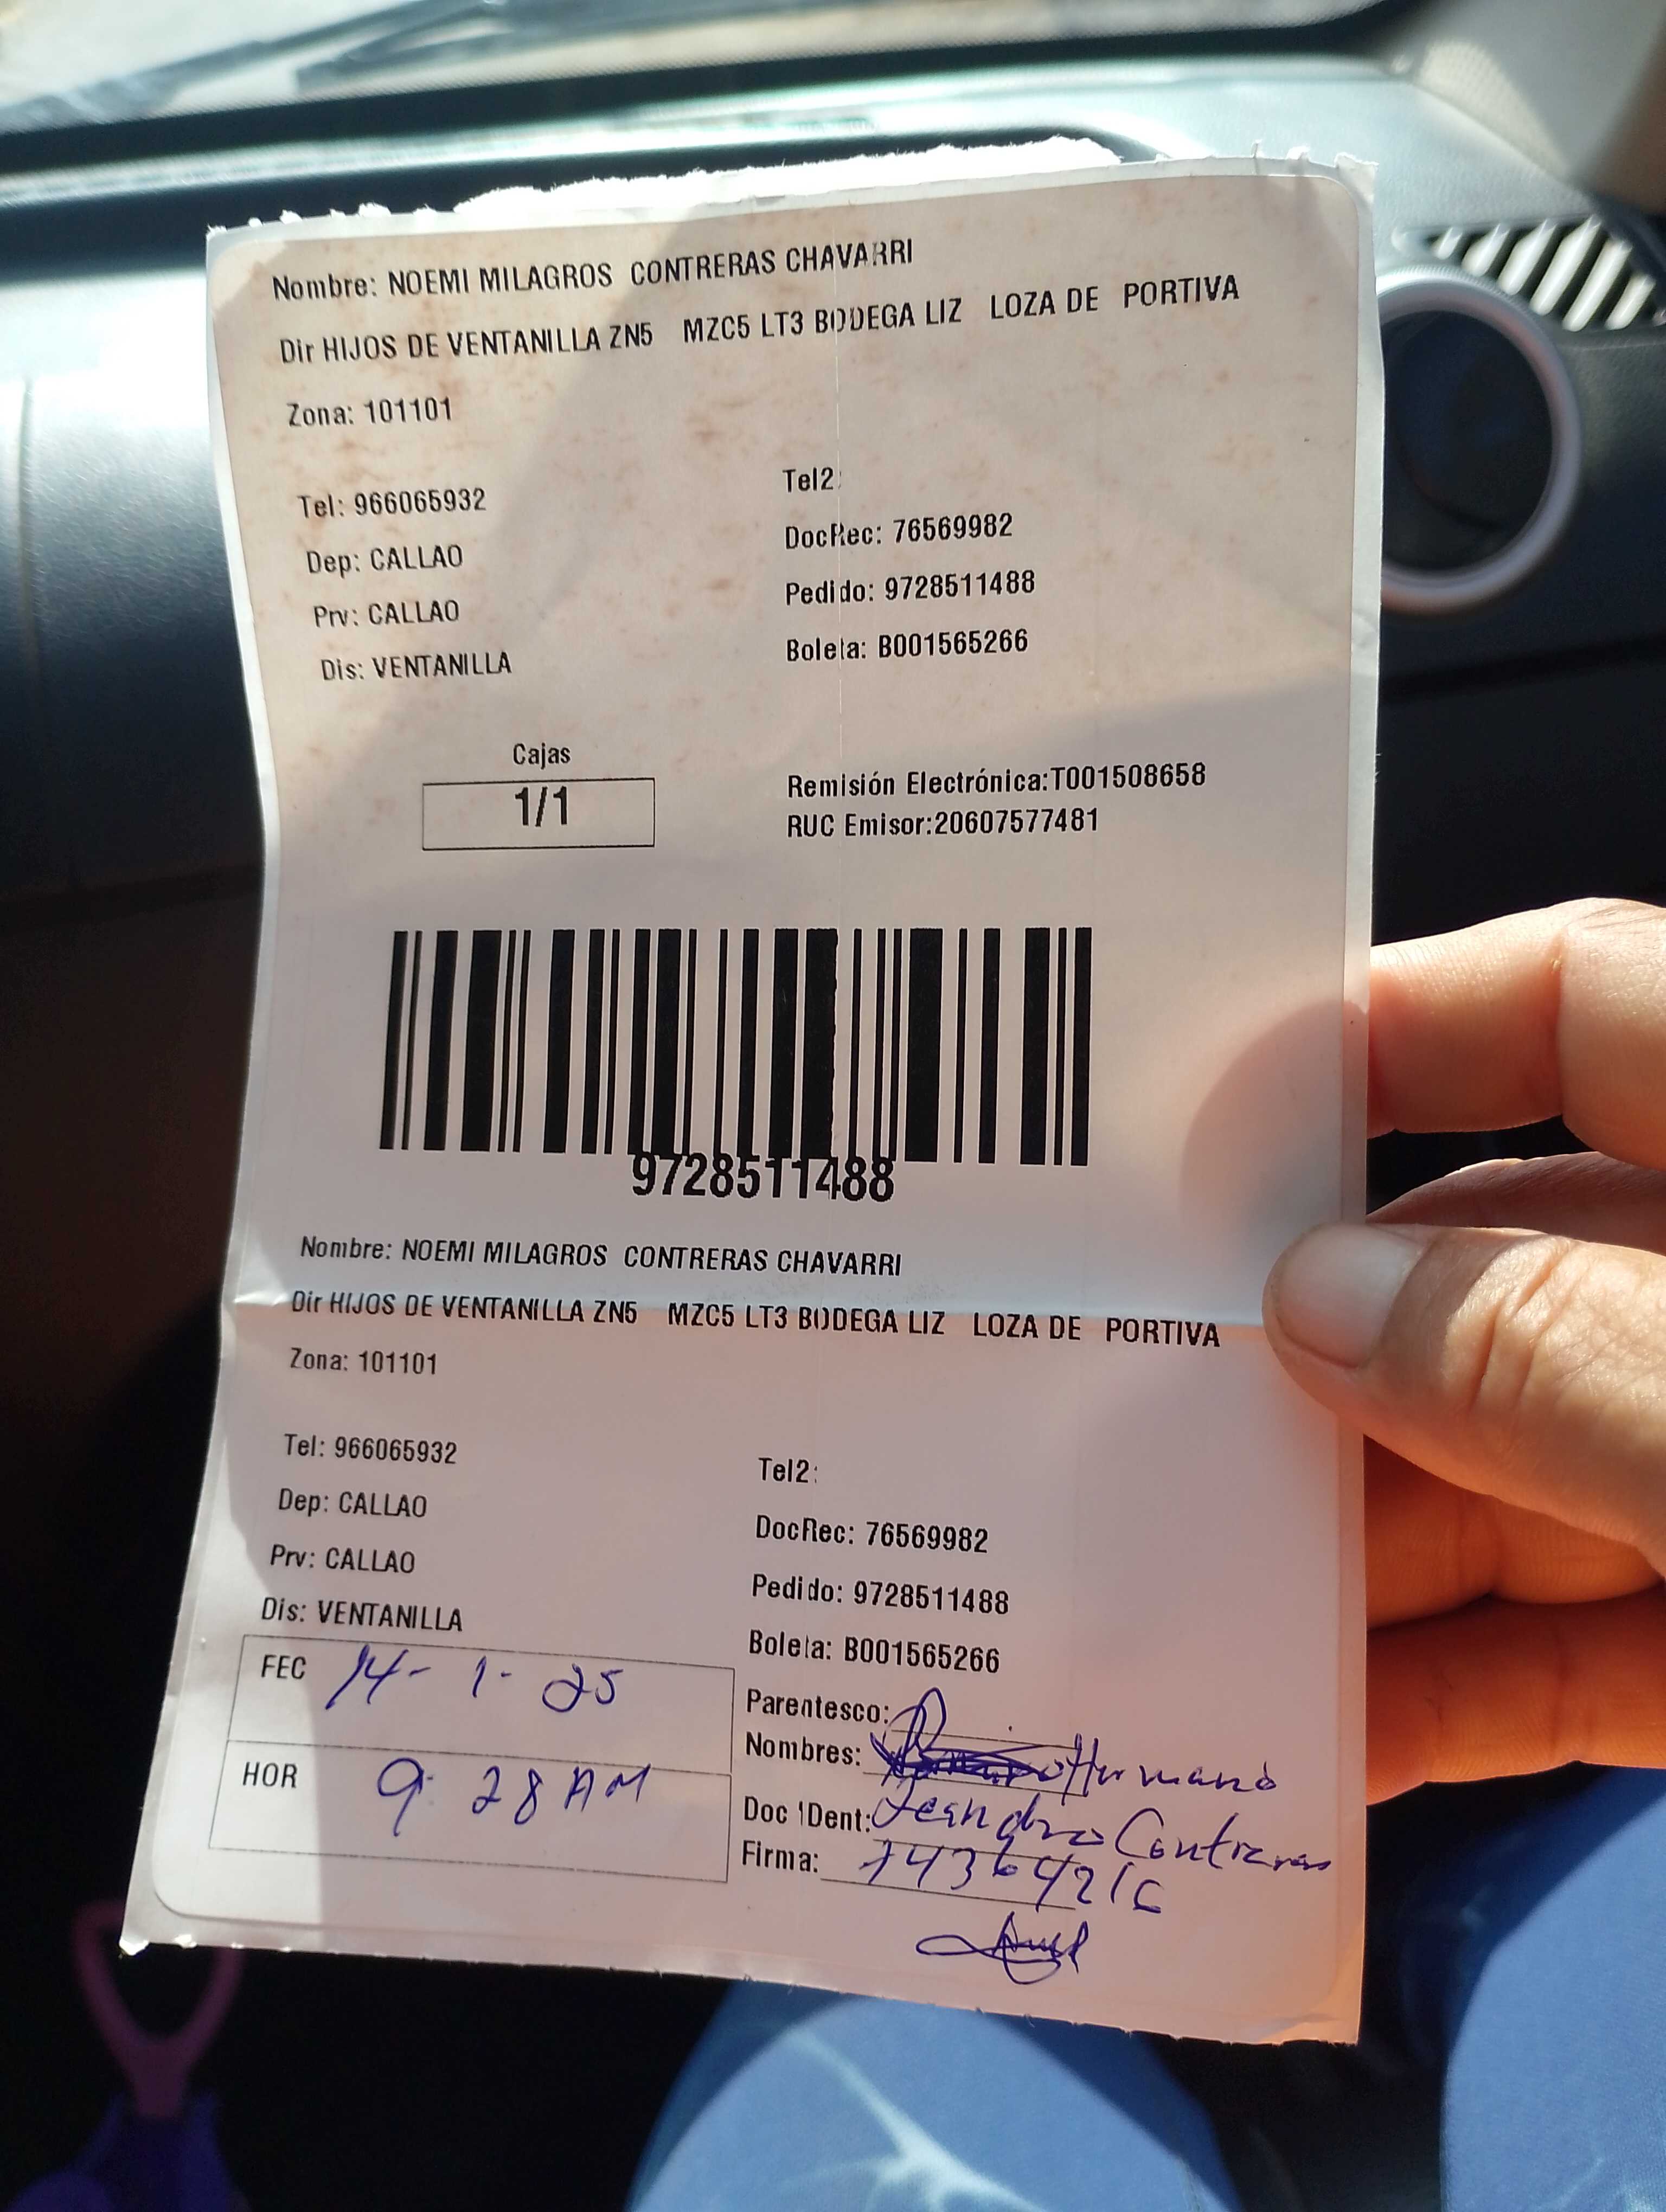 Nombre: NOEMI MILAGROS CONTRERAS CHAVARRI
Dir HIJOS DE VENTANILLA ZN5 MZC5 LT3 BODEGA LIZ LOZA DE PORTIVA
Zona: 101101
Tel: 966065932
Tel2:
Dep: CALLAO
DocRec: 76569982
Prv: CALLAO
Pedido: 9728511488
Dis: VENTANILLA
Boleta: B001565266
Cajas
1/1
Remisión Electrónica:T001508658
RUC Emisor:20607577481
9728511488
Nombre: NOEMI MILAGROS CONTRERAS CHAVARRI
Dir HIJOS DE VENTANILLA ZN5 MZC5 LT3 BODEGA LIZ LOZA DE PORTIVA
Zona: 101101
Tel: 966065932
Tel2:
Dep: CALLAO
DocRec: 76569982
Prv: CALLAO
Pedido: 9728511488
Dis: VENTANILLA
Boleta: B001565266
FEC 14- 1- 25
HOR 9: 28 AM
Parentesco:
Nombres: Hermano
Doc IDent: Leandro Contreras
Firma: